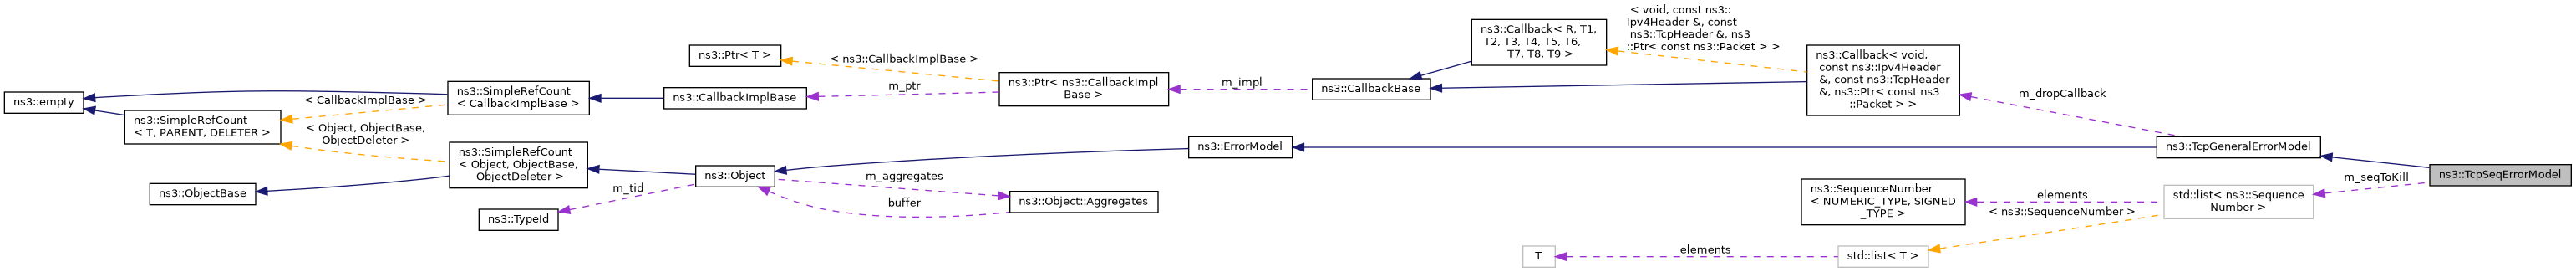 ns3::empty
ns3::SimpleRefCount
< T, PARENT, DELETER >
ns3::ObjectBase
< CallbackImplBase >
< Object, ObjectBase,
ObjectDeleter >
ns3::SimpleRefCount
< CallbackImplBase >
ns3::SimpleRefCount
< Object, ObjectBase,
ObjectDeleter >
ns3::TypeId
m_tid
ns3::Ptr< T >
ns3::CallbackImplBase
ns3::Object
< ns3::CallbackImplBase >
m_ptr
m_aggregates
buffer
ns3::Ptr< ns3::CallbackImpl
Base >
ns3::Object::Aggregates
m_impl
ns3::ErrorModel
ns3::CallbackBase
ns3::Callback< R, T1,
T2, T3, T4, T5, T6,
T7, T8, T9 >
< void, const ns3::
Ipv4Header &, const
ns3::TcpHeader &, ns3
::Ptr< const ns3::Packet > >
ns3::Callback< void,
const ns3::Ipv4Header
&, const ns3::TcpHeader
&, ns3::Ptr< const ns3
::Packet > >
m_dropCallback
ns3::TcpGeneralErrorModel
ns3::TcpSeqErrorModel
m_seqToKill
std::list< ns3::Sequence
Number >
elements
< ns3::SequenceNumber >
ns3::SequenceNumber
< NUMERIC_TYPE, SIGNED
_TYPE >
std::list< T >
elements
T